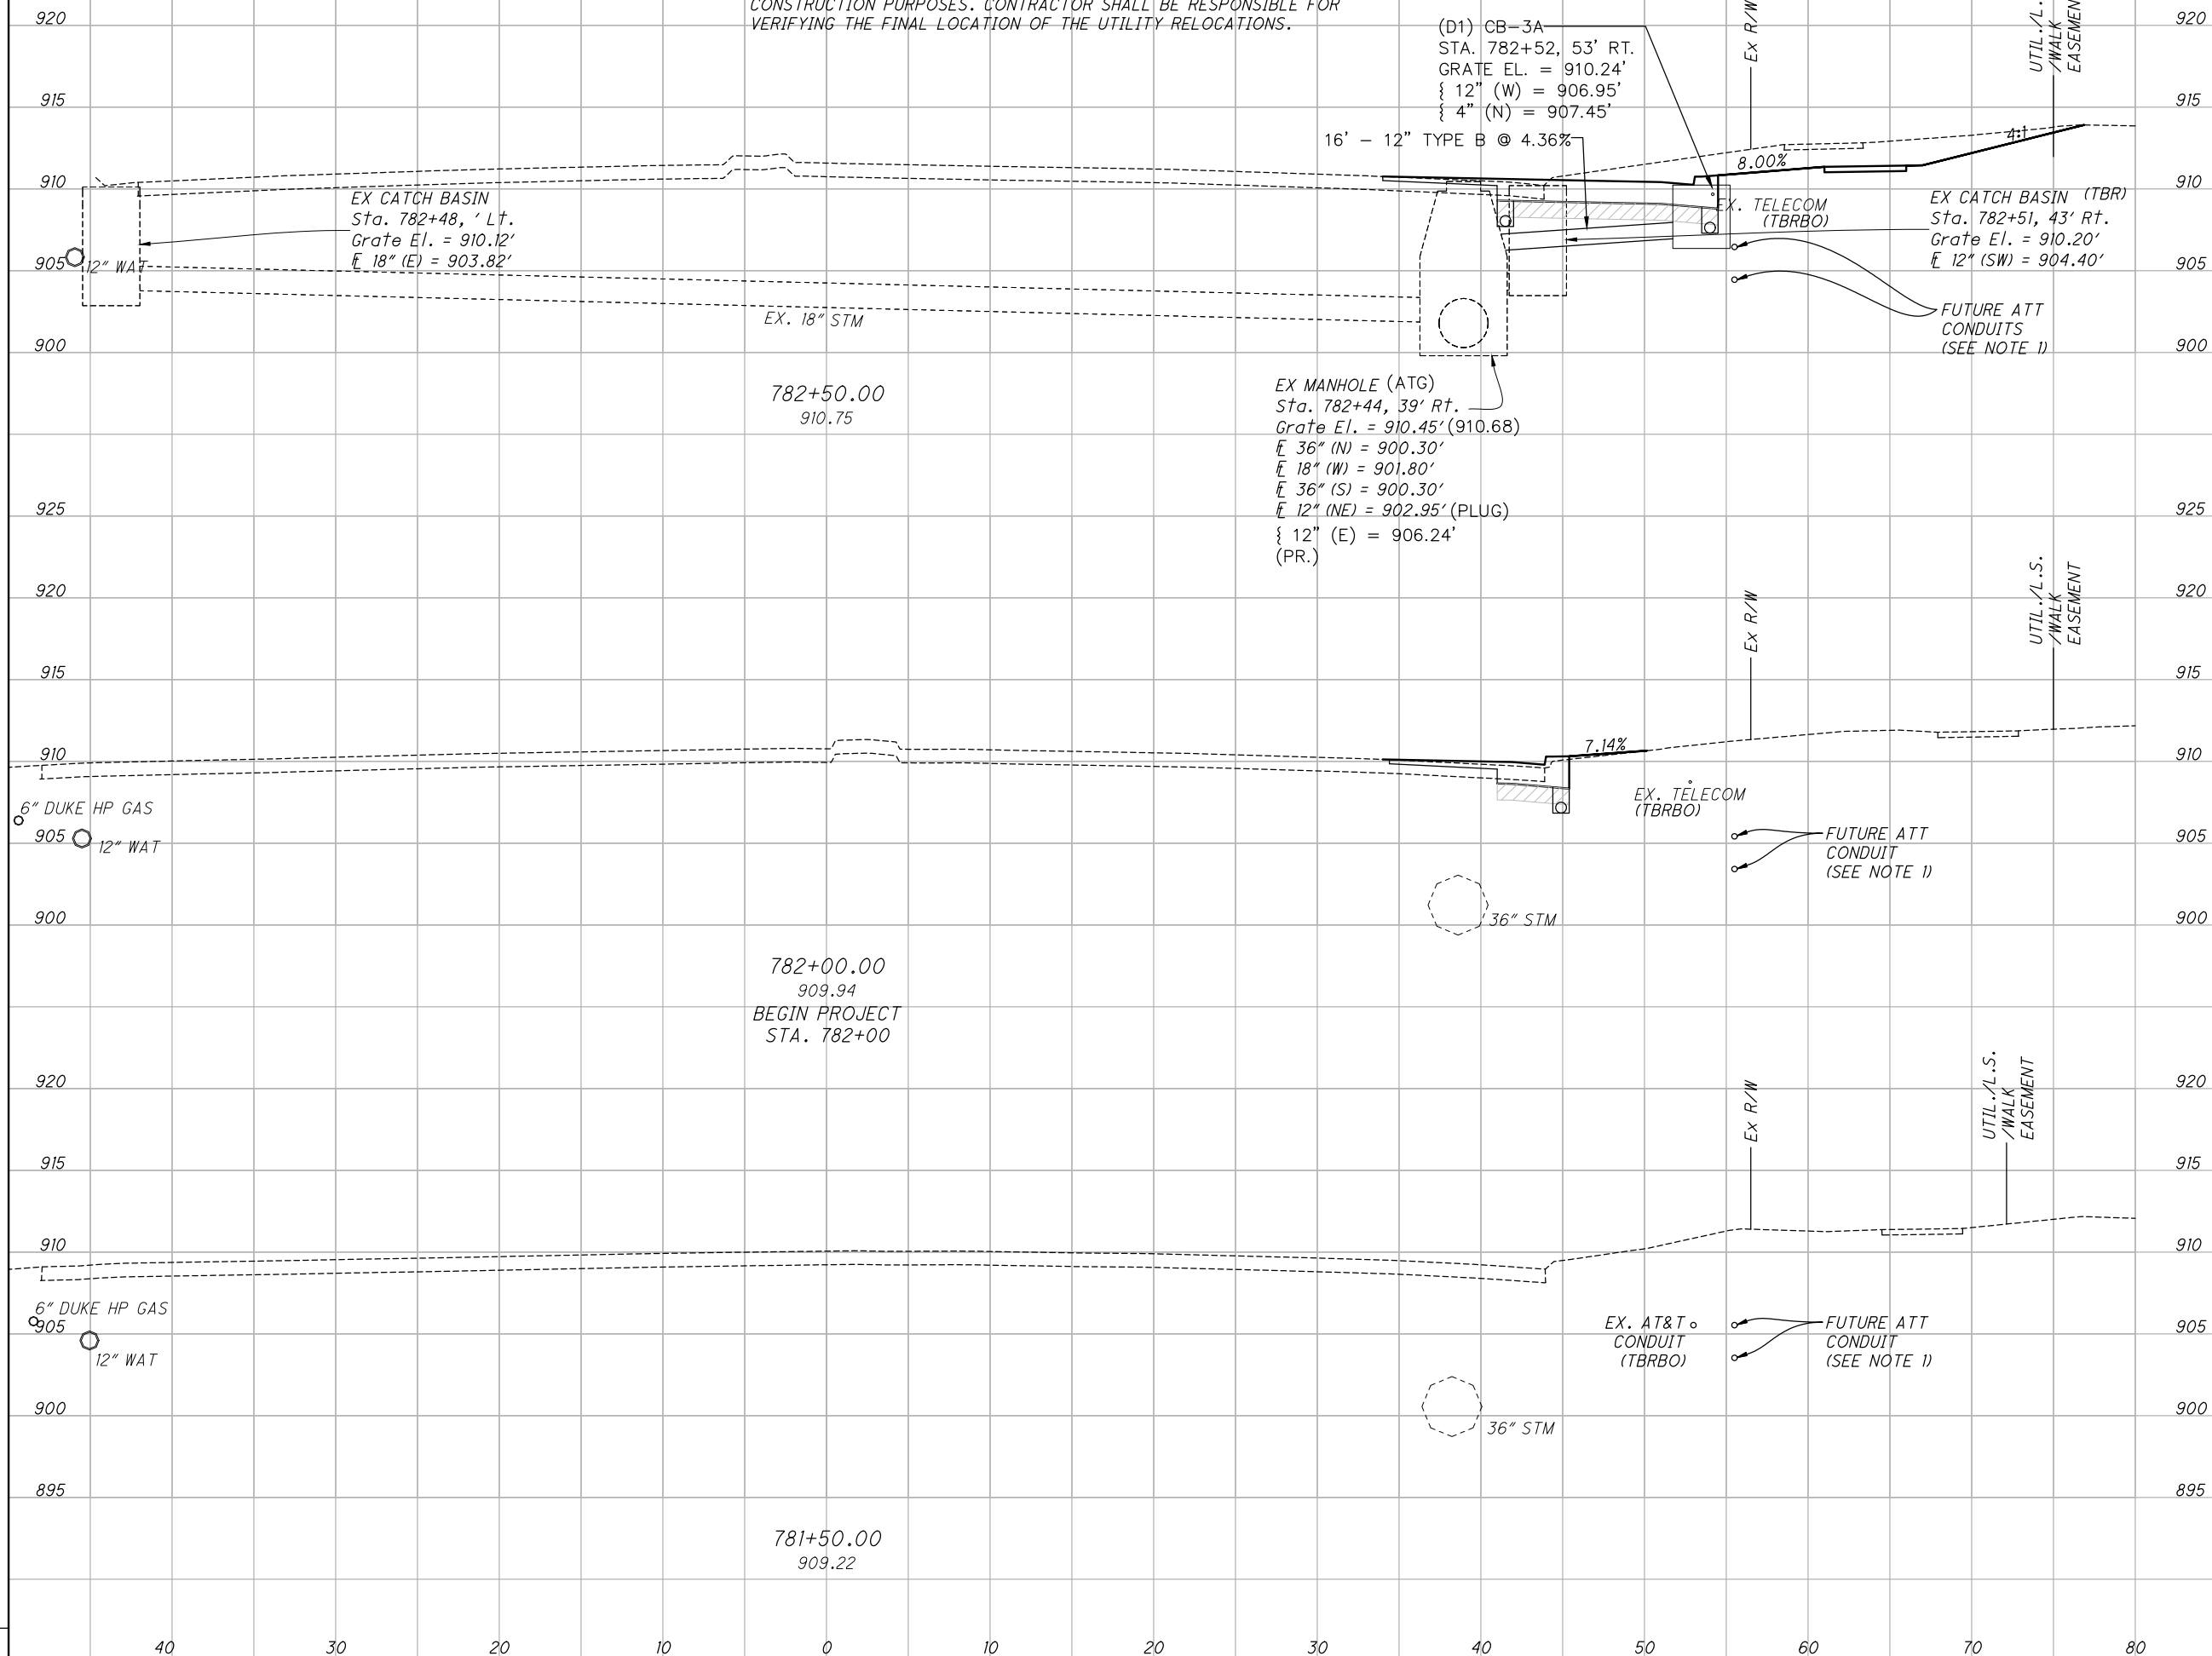 CONSTRUCTION PURPOSES. CONTRACTOR SHALL BE RESPONSIBLE FOR
VERIFYING THE FINAL LOCATION OF THE UTILITY RELOCATIONS.
920
920
(D1) CB-3A
STA. 782+52, 53' RT.
GRATE EL. = 910.24'
12" (W) = 906.95'
4" (N) = 907.45'
16' - 12" TYPE B @ 4.36%
Ex R/W
UTIL./L.
/WALK
EASEMEN
915
915
4:1
8.00%
910
910
EX CATCH BASIN
Sta. 782+48, ' Lt.
Grate El. = 910.12'
18" (E) = 903.82'
EX. TELECOM
(TBRBO)
EX CATCH BASIN (TBR)
Sta. 782+51, 43' Rt.
Grate El. = 910.20'
12" (SW) = 904.40'
905
905
12" WAT
EX. 18" STM
FUTURE ATT
CONDUITS
(SEE NOTE 1)
900
900
782+50.00
910.75
EX MANHOLE (ATG)
Sta. 782+44, 39' Rt.
Grate El. = 910.45' (910.68)
36" (N) = 900.30'
18" (W) = 901.80'
36" (S) = 900.30'
12" (NE) = 902.95' (PLUG)
12" (E) = 906.24'
(PR.)
925
925
920
920
Ex R/W
UTIL./L.S.
/WALK
EASEMENT
915
915
910
910
7.14%
6" DUKE HP GAS
905
905
12" WAT
EX. TELECOM
(TBRBO)
FUTURE ATT
CONDUIT
(SEE NOTE 1)
900
900
36" STM
782+00.00
909.94
BEGIN PROJECT
STA. 782+00
920
920
Ex R/W
UTIL./L.S.
/WALK
EASEMENT
915
915
910
910
6" DUKE HP GAS
905
905
12" WAT
EX. AT&T
CONDUIT
(TBRBO)
FUTURE ATT
CONDUIT
(SEE NOTE 1)
900
900
36" STM
895
895
781+50.00
909.22
40 30 20 10 0 10 20 30 40 50 60 70 80